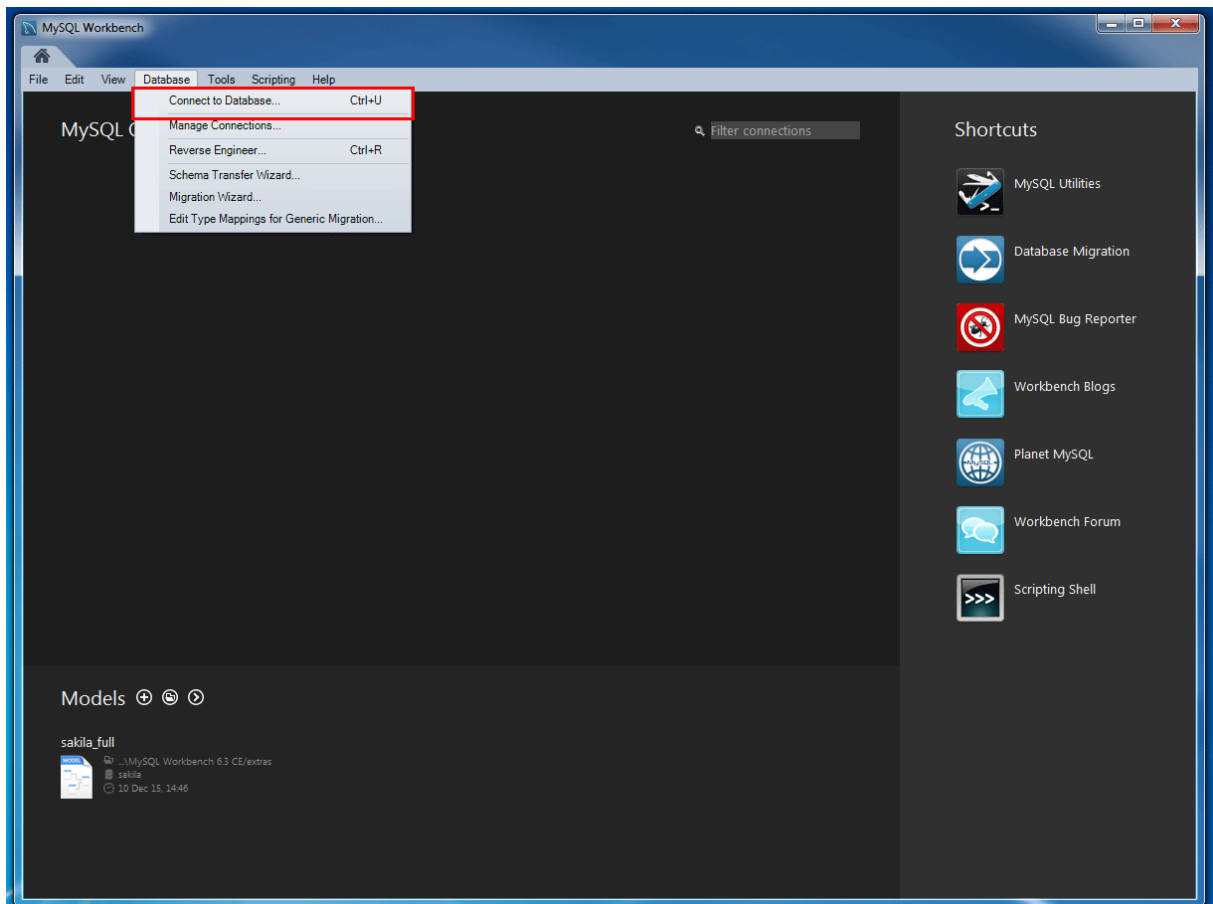 MySQL Workbench
File Edit View Database Tools Scripting Help
Connect to Database... Ctrl+U
Manage Connections...
Reverse Engineer... Ctrl+R
Schema Transfer Wizard...
Migration Wizard...
Edit Type Mappings for Generic Migration...
MySQL
Filter connections
Shortcuts
MySQL Utilities
Database Migration
MySQL Bug Reporter
Workbench Blogs
Planet MySQL
Workbench Forum
Scripting Shell
Models
sakila_full
MODEL
...\MySQL Workbench 6.3 CE/extras
sakila
10 Dec 15, 14:46